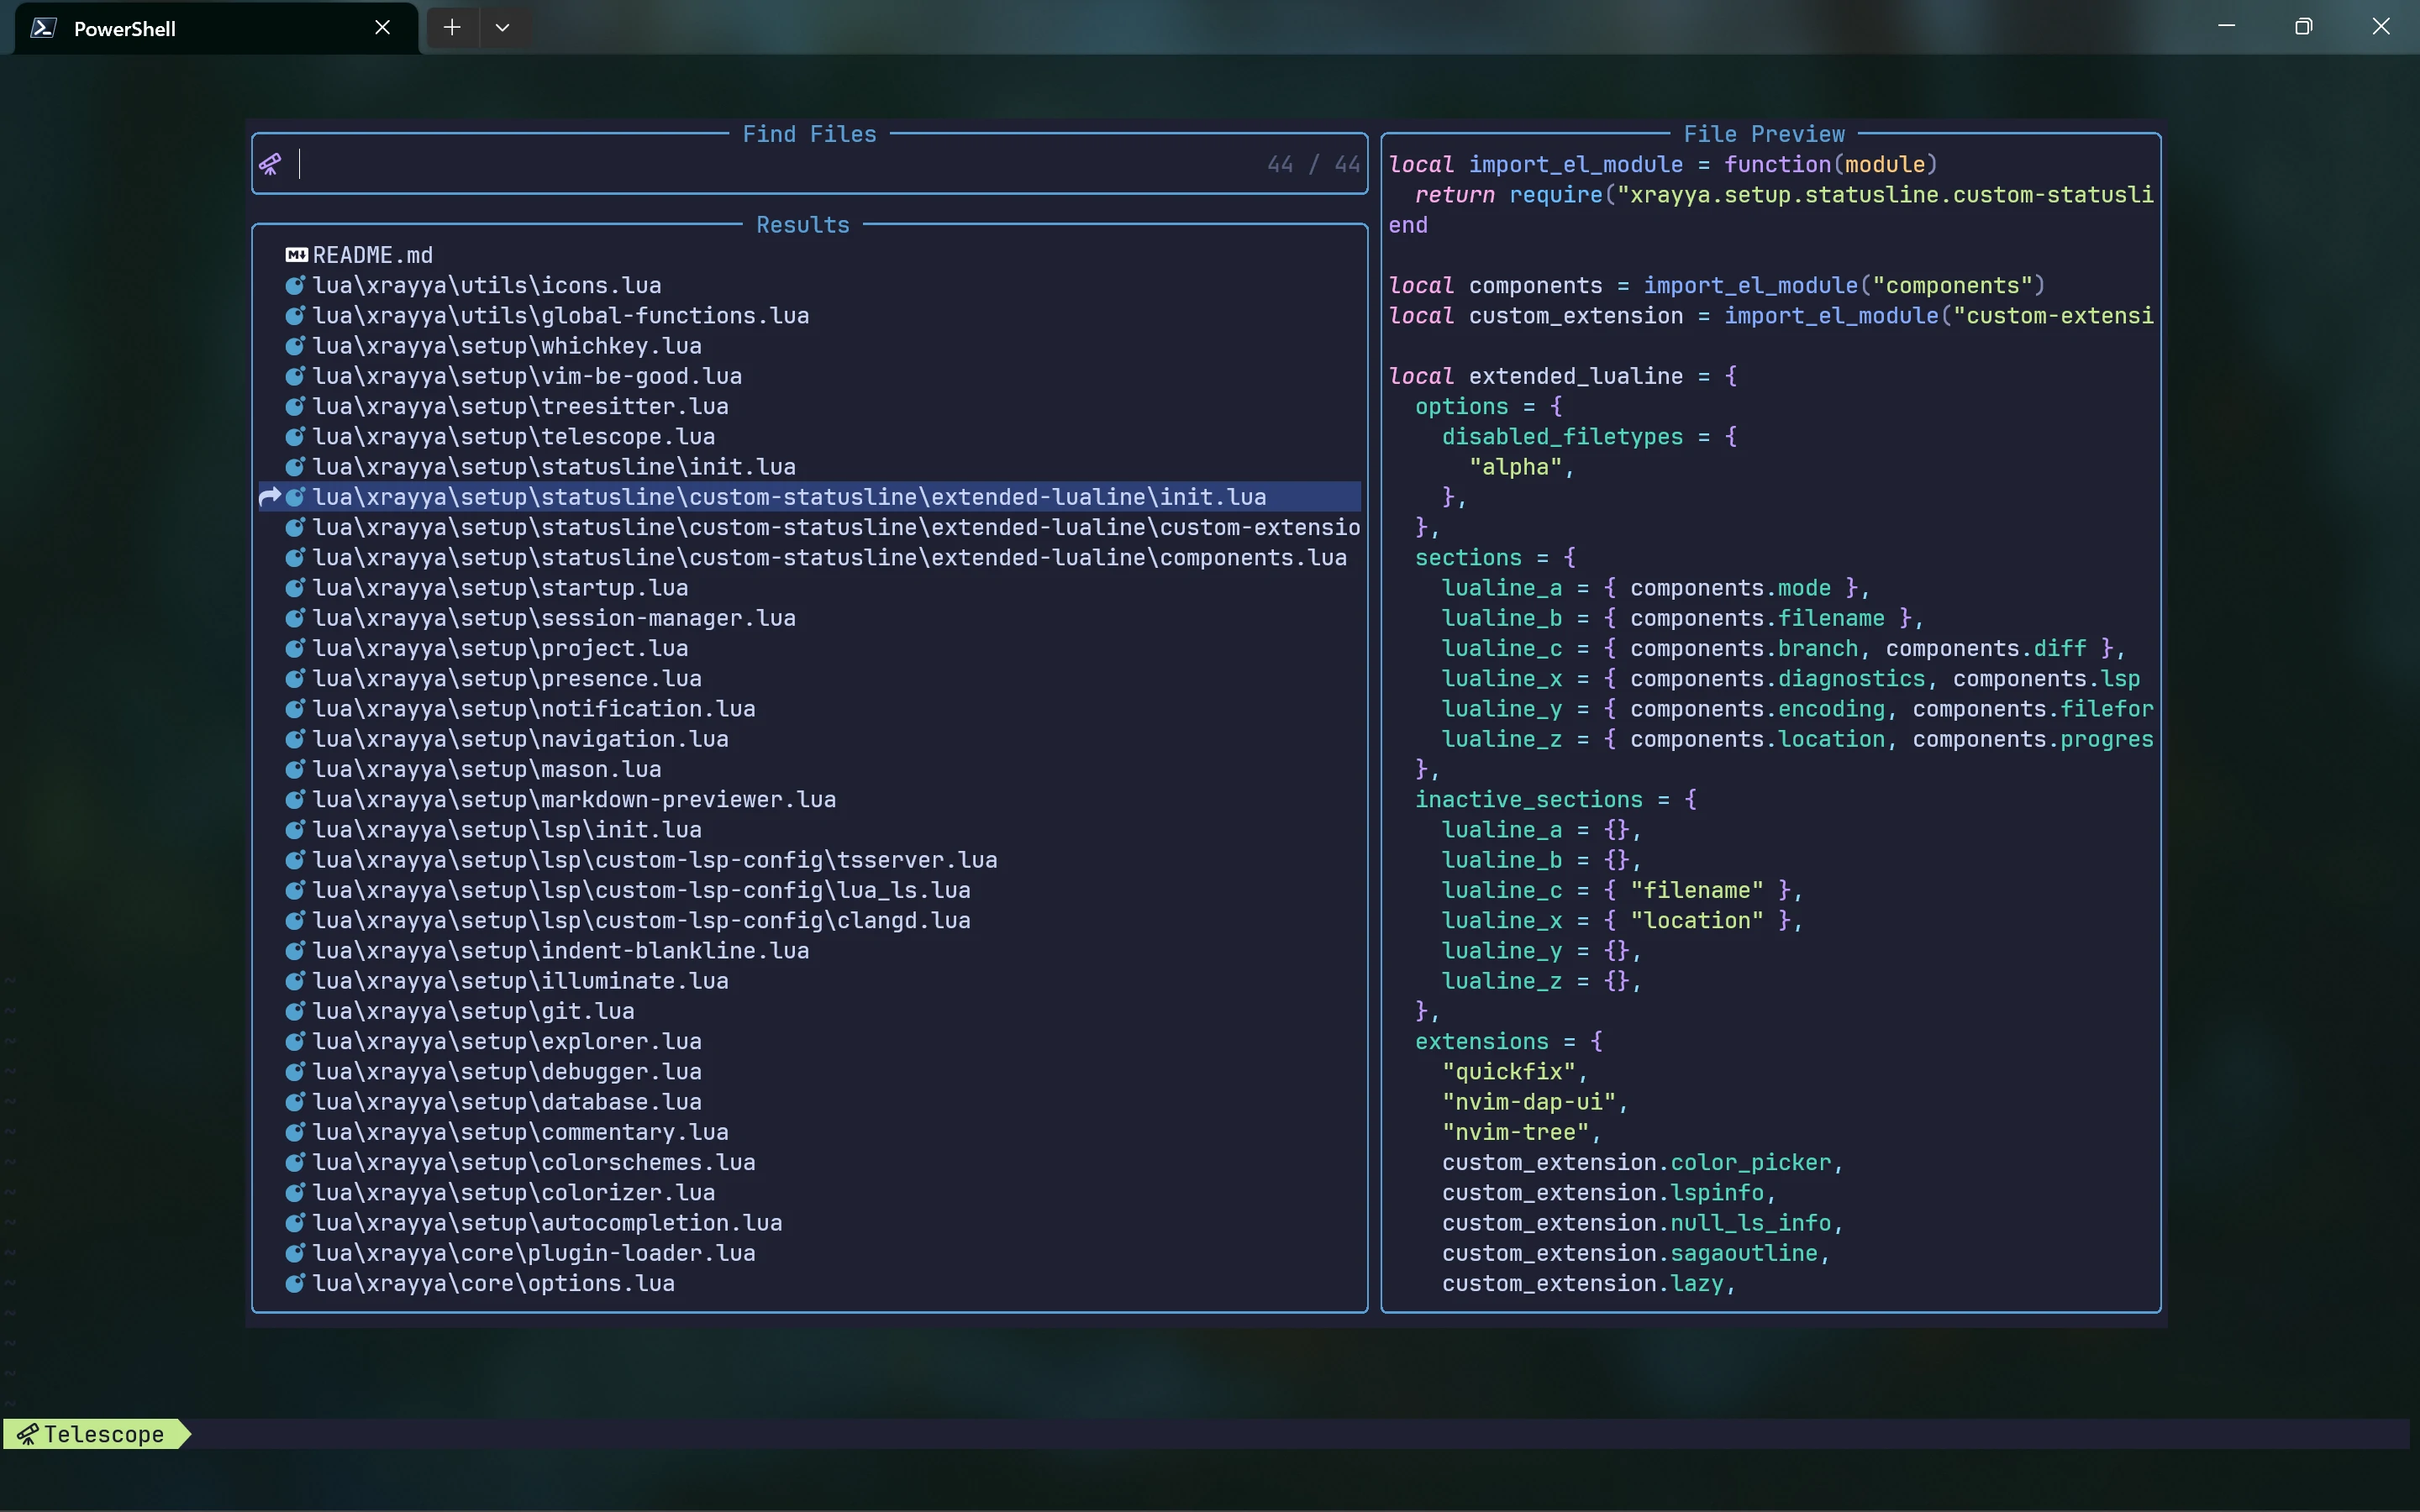 PowerShell
Find Files
44 / 44
Results
README.md
lua\xrayya\utils\icons.lua
lua\xrayya\utils\global-functions.lua
lua\xrayya\setup\whichkey.lua
lua\xrayya\setup\vim-be-good.lua
lua\xrayya\setup\treesitter.lua
lua\xrayya\setup\telescope.lua
lua\xrayya\setup\statusline\init.lua
lua\xrayya\setup\statusline\custom-statusline\extended-lualine\init.lua
lua\xrayya\setup\statusline\custom-statusline\extended-lualine\custom-extensio
lua\xrayya\setup\statusline\custom-statusline\extended-lualine\components.lua
lua\xrayya\setup\startup.lua
lua\xrayya\setup\session-manager.lua
lua\xrayya\setup\project.lua
lua\xrayya\setup\presence.lua
lua\xrayya\setup\notification.lua
lua\xrayya\setup\navigation.lua
lua\xrayya\setup\mason.lua
lua\xrayya\setup\markdown-previewer.lua
lua\xrayya\setup\lsp\init.lua
lua\xrayya\setup\lsp\custom-lsp-config\tsserver.lua
lua\xrayya\setup\lsp\custom-lsp-config\lua_ls.lua
lua\xrayya\setup\lsp\custom-lsp-config\clangd.lua
lua\xrayya\setup\indent-blankline.lua
lua\xrayya\setup\illuminate.lua
lua\xrayya\setup\git.lua
lua\xrayya\setup\explorer.lua
lua\xrayya\setup\debugger.lua
lua\xrayya\setup\database.lua
lua\xrayya\setup\commentary.lua
lua\xrayya\setup\colorschemes.lua
lua\xrayya\setup\colorizer.lua
lua\xrayya\setup\autocompletion.lua
lua\xrayya\core\plugin-loader.lua
lua\xrayya\core\options.lua
File Preview
local import_el_module = function(module)
  return require("xrayya.setup.statusline.custom-statusli
end
local components = import_el_module("components")
local custom_extension = import_el_module("custom-extensi
local extended_lualine = {
  options = {
    disabled_filetypes = {
      "alpha",
    },
  },
  sections = {
    lualine_a = { components.mode },
    lualine_b = { components.filename },
    lualine_c = { components.branch, components.diff },
    lualine_x = { components.diagnostics, components.lsp
    lualine_y = { components.encoding, components.filefor
    lualine_z = { components.location, components.progres
  },
  inactive_sections = {
    lualine_a = {},
    lualine_b = {},
    lualine_c = { "filename" },
    lualine_x = { "location" },
    lualine_y = {},
    lualine_z = {},
  },
  extensions = {
    "quickfix",
    "nvim-dap-ui",
    "nvim-tree",
    custom_extension.color_picker,
    custom_extension.lspinfo,
    custom_extension.null_ls_info,
    custom_extension.sagaoutline,
    custom_extension.lazy,
Telescope